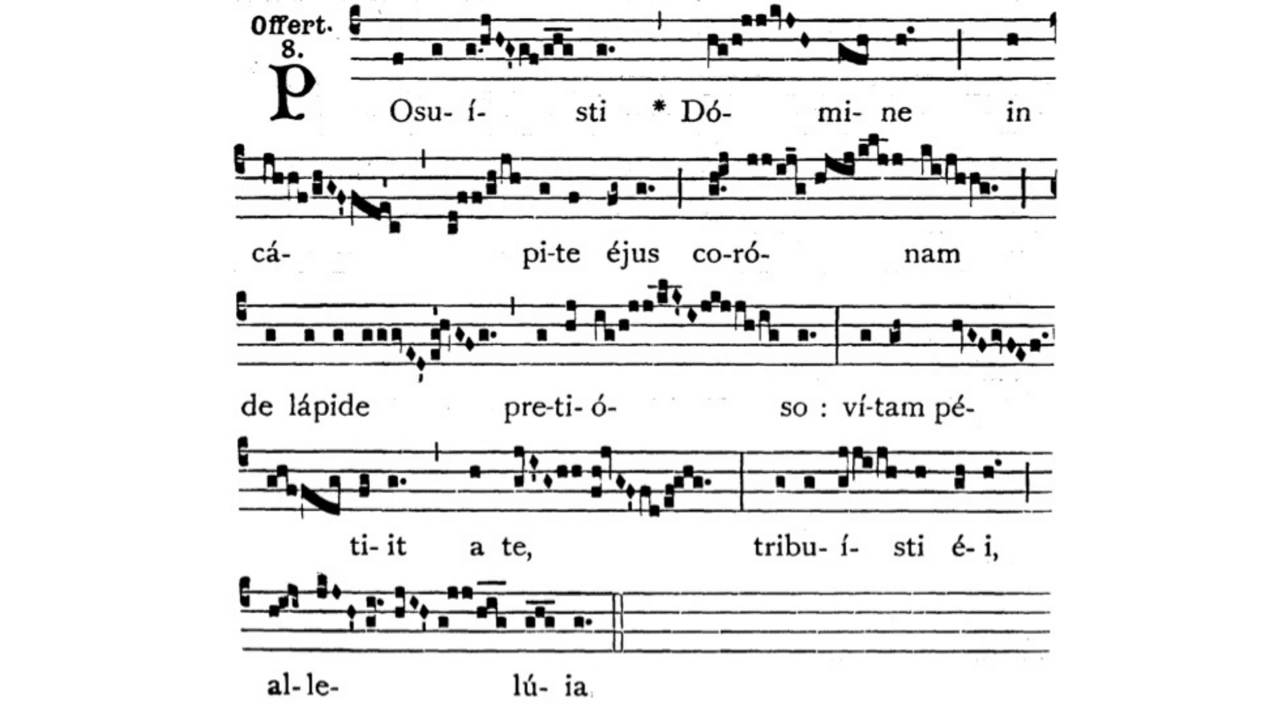 Offert.
8.
POsu- í- sti * Dó- mi- ne in
cá- pi-te éjus co-ró- nam
de lápide pre-ti- ó- so : ví-tam pé-
ti- it a te, tribu- í- sti é- i,
al- le- lú- ia